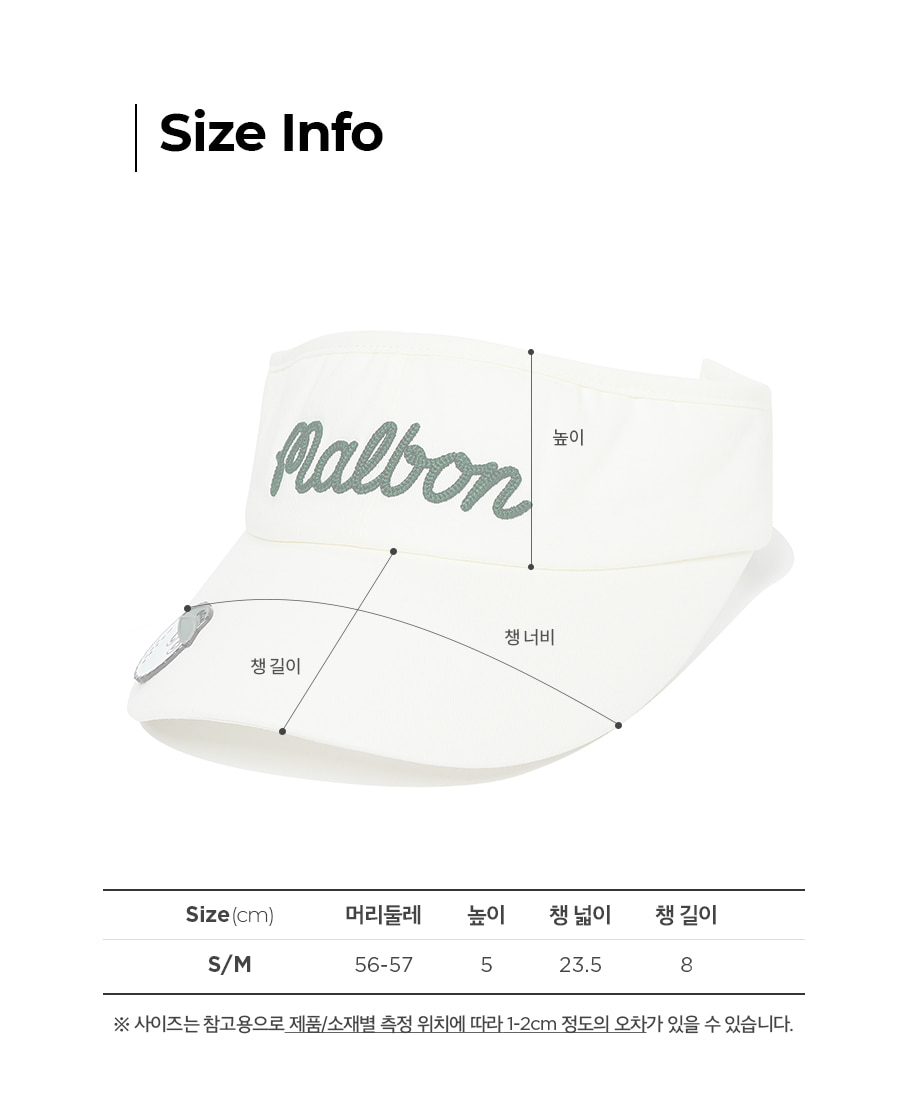 Size Info
Malbon
높이
챙 너비
챙 길이
Size(cm) 머리둘레 높이 챙 넓이 챙 길이
S/M 56-57 5 23.5 8
※ 사이즈는 참고용으로 제품/소재별 측정 위치에 따라 1-2cm 정도의 오차가 있을 수 있습니다.